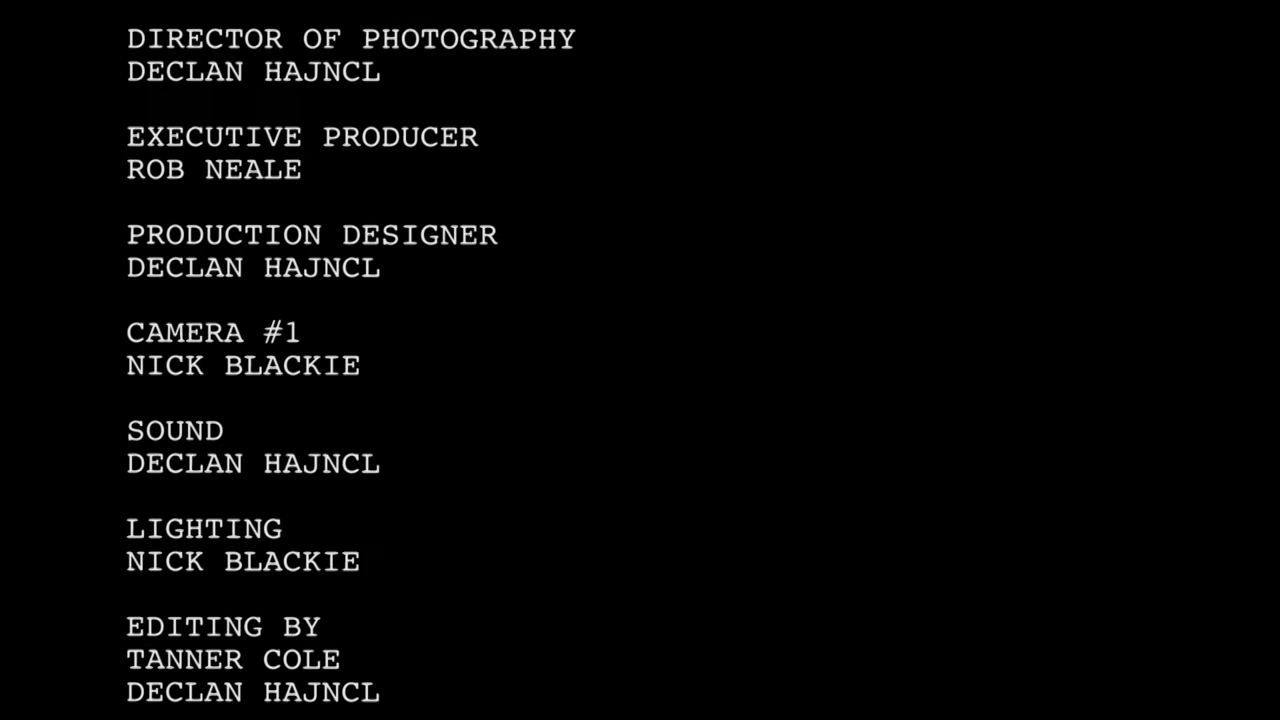 DIRECTOR OF PHOTOGRAPHY
DECLAN HAJNCL
EXECUTIVE PRODUCER
ROB NEALE
PRODUCTION DESIGNER
DECLAN HAJNCL
CAMERA #1
NICK BLACKIE
SOUND
DECLAN HAJNCL
LIGHTING
NICK BLACKIE
EDITING BY
TANNER COLE
DECLAN HAJNCL